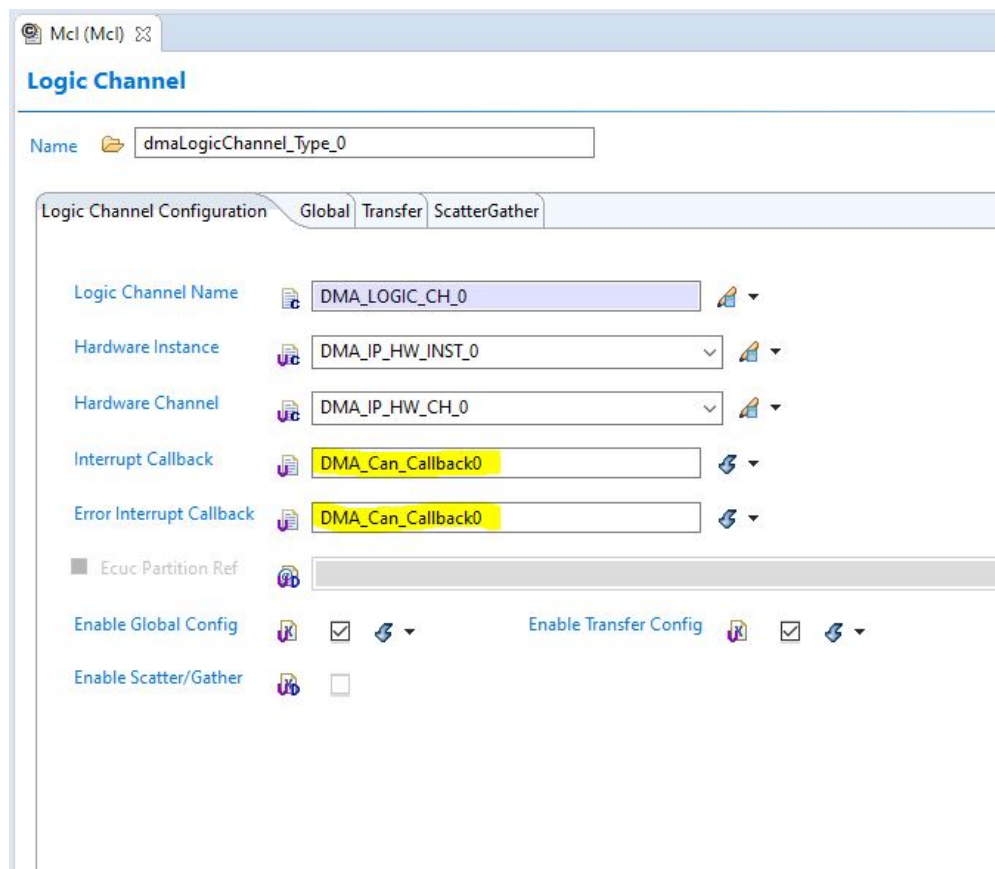 Mcl (Mcl)
Logic Channel
Name dmaLogicChannel_Type_0
Logic Channel Configuration Global Transfer ScatterGather
Logic Channel Name DMA_LOGIC_CH_0
Hardware Instance DMA_IP_HW_INST_0
Hardware Channel DMA_IP_HW_CH_0
Interrupt Callback DMA_Can_Callback0
Error Interrupt Callback DMA_Can_Callback0
Ecuc Partition Ref
Enable Global Config Enable Transfer Config
Enable Scatter/Gather